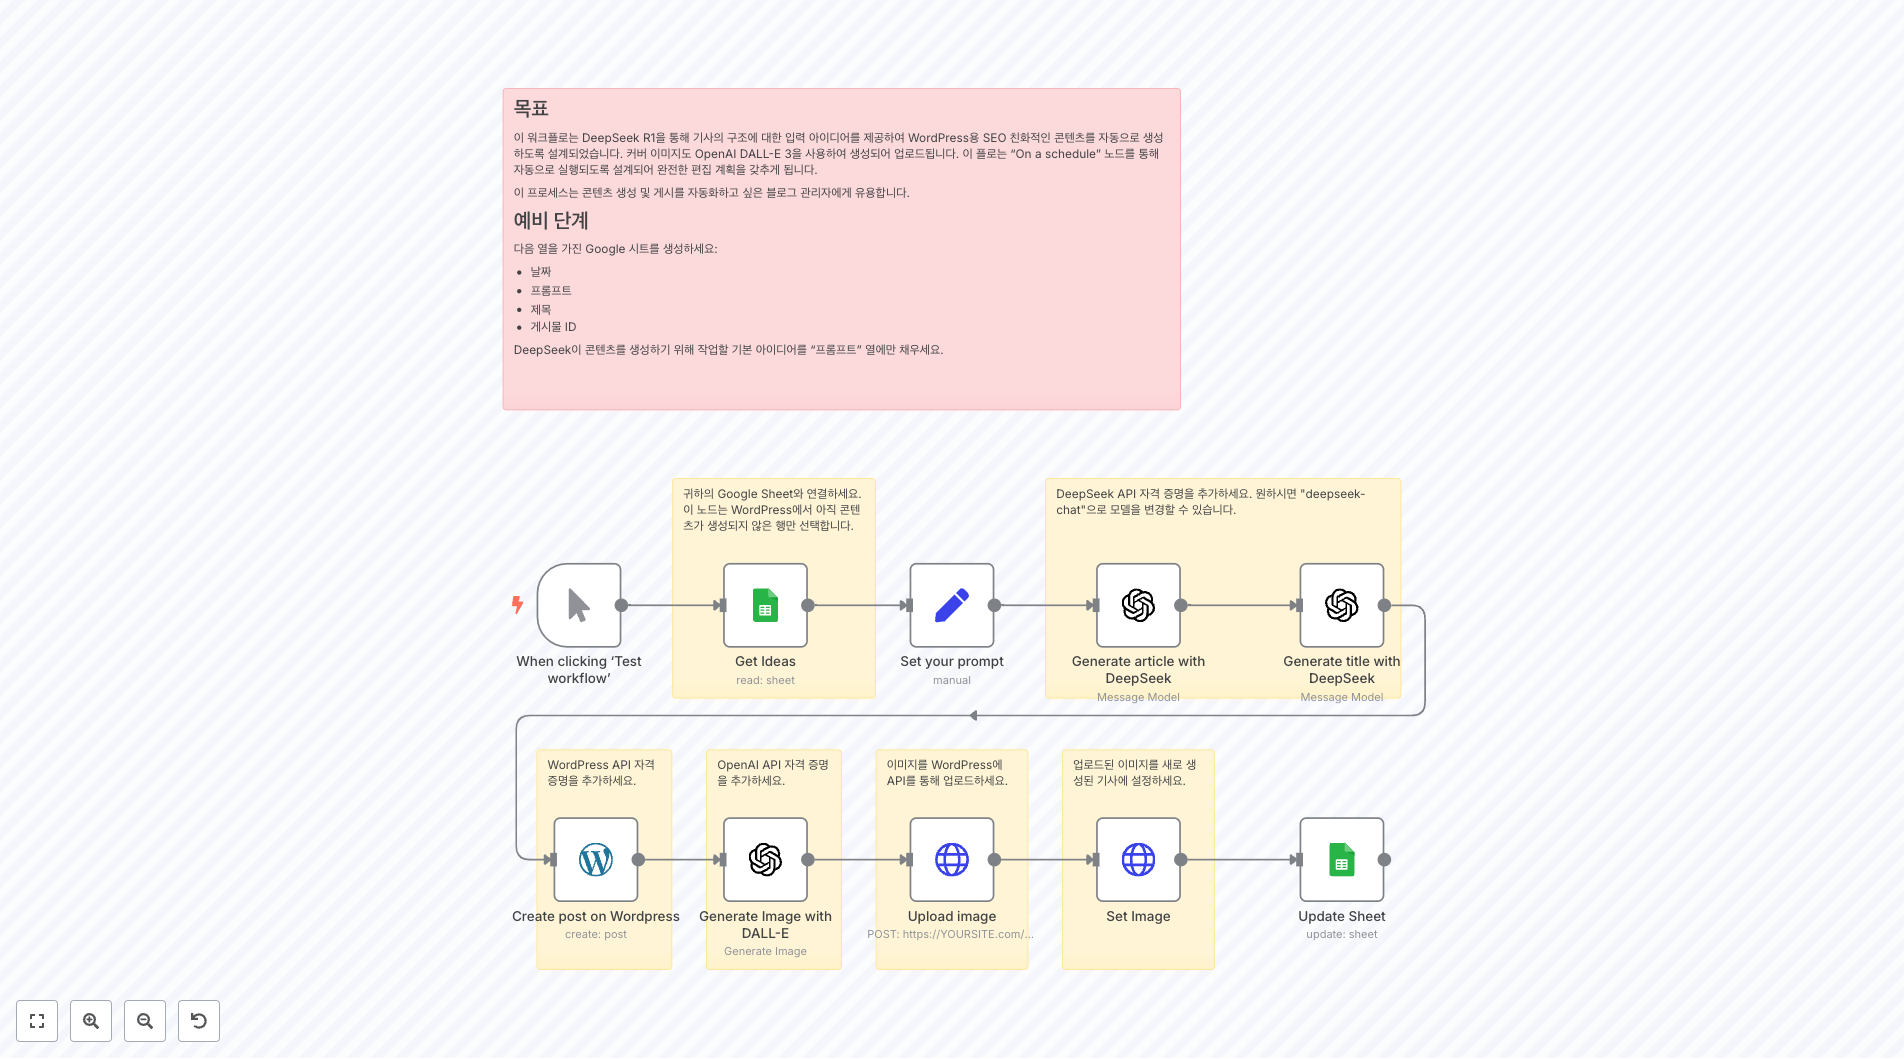 목표
이 워크플로는 DeepSeek R1을 통해 기사의 구조에 대한 입력 아이디어를 제공하여 WordPress용 SEO 친화적인 콘텐츠를 자동으로 생성
하도록 설계되었습니다. 커버 이미지도 OpenAI DALL-E 3을 사용하여 생성되어 업로드됩니다. 이 플로는 “On a schedule” 노드를 통해
자동으로 실행되도록 설계되어 완전한 편집 계획을 갖추게 됩니다.
이 프로세스는 콘텐츠 생성 및 게시를 자동화하고 싶은 블로그 관리자에게 유용합니다.
예비 단계
다음 열을 가진 Google 시트를 생성하세요:
• 날짜
• 프롬프트
• 제목
• 게시물 ID
DeepSeek이 콘텐츠를 생성하기 위해 작업할 기본 아이디어를 “프롬프트” 열에만 채우세요.
귀하의 Google Sheet와 연결하세요.
이 노드는 WordPress에서 아직 콘텐
츠가 생성되지 않은 행만 선택합니다.
DeepSeek API 자격 증명을 추가하세요. 원하시면 "deepseek-
chat"으로 모델을 변경할 수 있습니다.
When clicking ‘Test
workflow’
Get Ideas
read: sheet
Set your prompt
manual
Generate article with
DeepSeek
Message Model
Generate title with
DeepSeek
Message Model
WordPress API 자격
증명을 추가하세요.
OpenAI API 자격 증명
을 추가하세요.
이미지를 WordPress에
API를 통해 업로드하세요.
업로드된 이미지를 새로 생
성된 기사에 설정하세요.
Create post on Wordpress
create: post
Generate Image with
DALL-E
Generate Image
Upload image
POST: https://YOURSITE.com/...
Set Image
Update Sheet
update: sheet